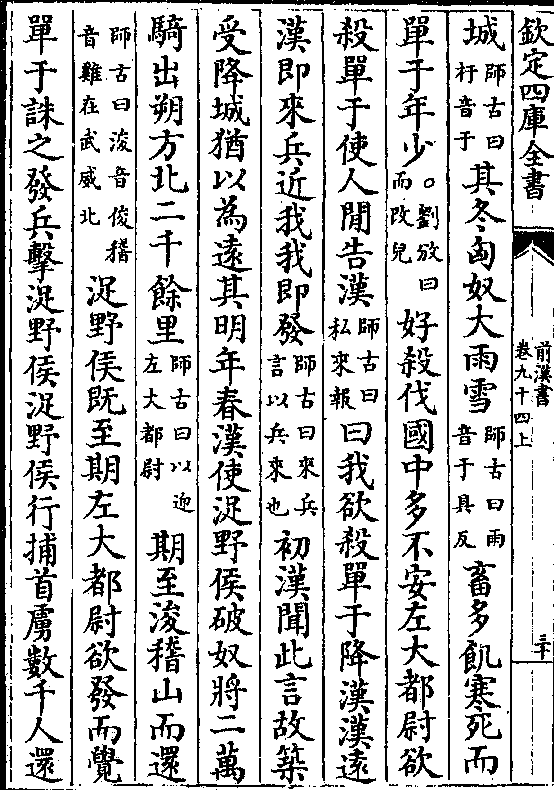 欽定四庫全書
前漢書
卷九十四上
三十
城師古曰杅音于其冬匈奴大雨雪師古曰雨音于具反畜多飢寒死而
單于年少○劉攽曰而改兒好殺伐國中多不安左大都尉欲
殺單于使人閒告漢師古曰私來報曰我欲殺單于降漢漢遠
漢即來兵近我我即發師古曰來兵言以兵來也初漢聞此言故築
受降城猶以為遠其明年春漢使浞野侯破奴將二萬
騎出朔方北二千餘里師古曰以迎左大都尉期至浚稽山而還
師古曰浚音俊稽音雞在武威北浞野侯既至期左大都尉欲發而覺
單于誅之發兵擊浞野侯浞野侯行捕首虜數千人還